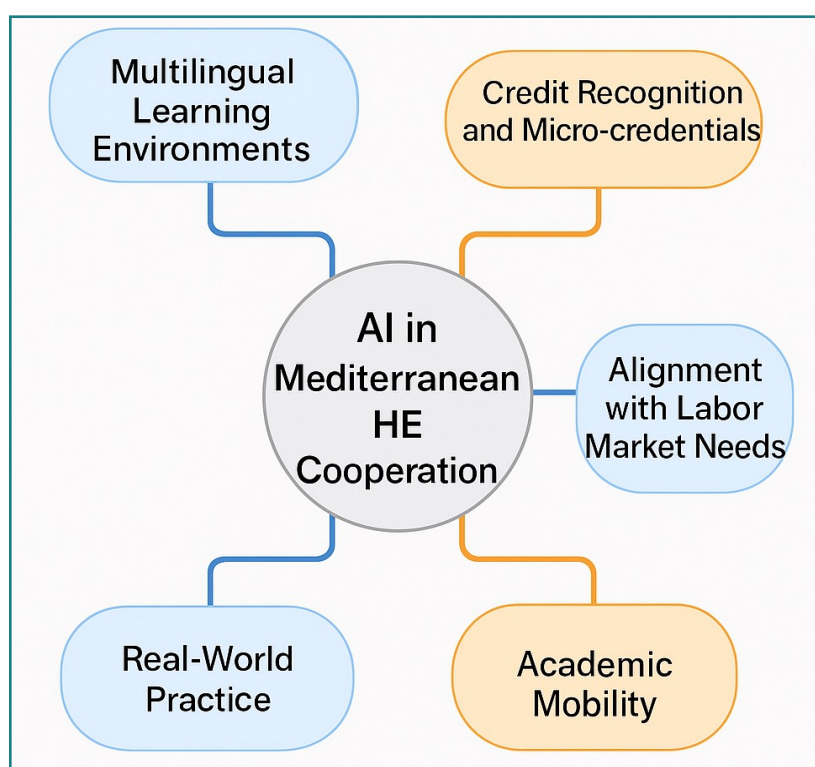 Multilingual
Learning
Environments
Credit Recognition
and Micro-credentials
AI in
Mediterranean
HE
Cooperation
Alignment
with Labor
Market Needs
Real-World
Practice
Academic
Mobility